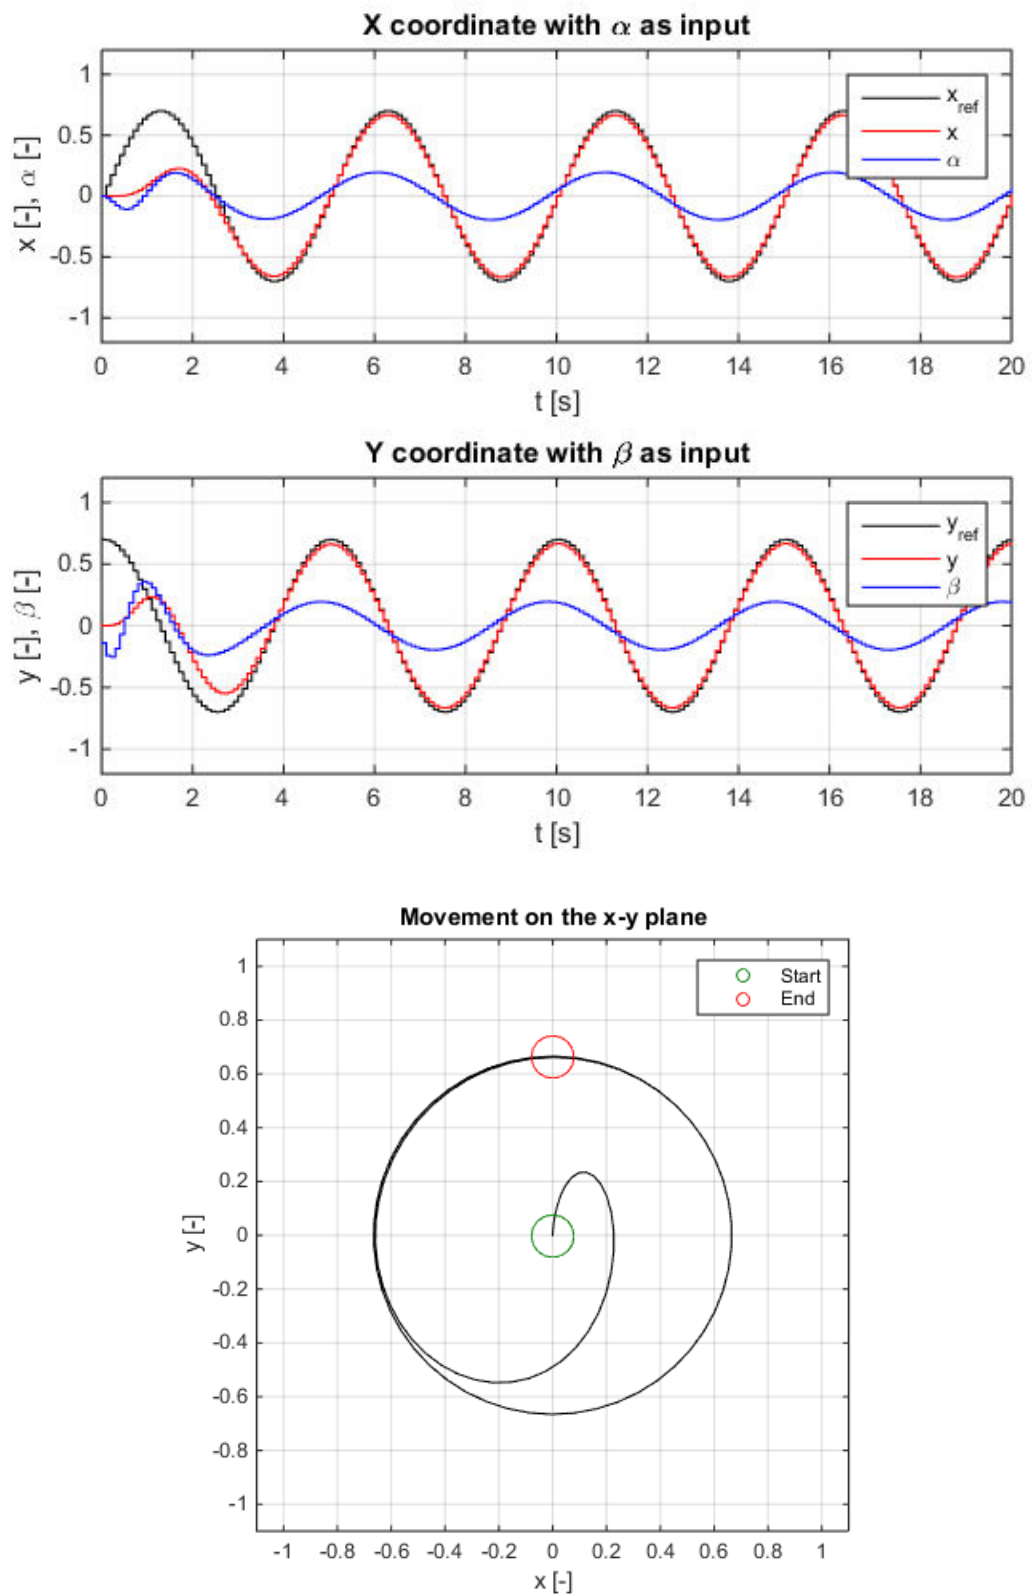 X coordinate with α as input
x [-], α [-]
1
0.5
0
-0.5
-1
x_ref
x
α
0 2 4 6 8 10 12 14 16 18 20
t [s]
Y coordinate with β as input
y [-], β [-]
1
0.5
0
-0.5
-1
y_ref
y
β
0 2 4 6 8 10 12 14 16 18 20
t [s]
Movement on the x-y plane
y [-]
1
0.8
0.6
0.4
0.2
0
-0.2
-0.4
-0.6
-0.8
-1
Start
End
-1 -0.8 -0.6 -0.4 -0.2 0 0.2 0.4 0.6 0.8 1
x [-]